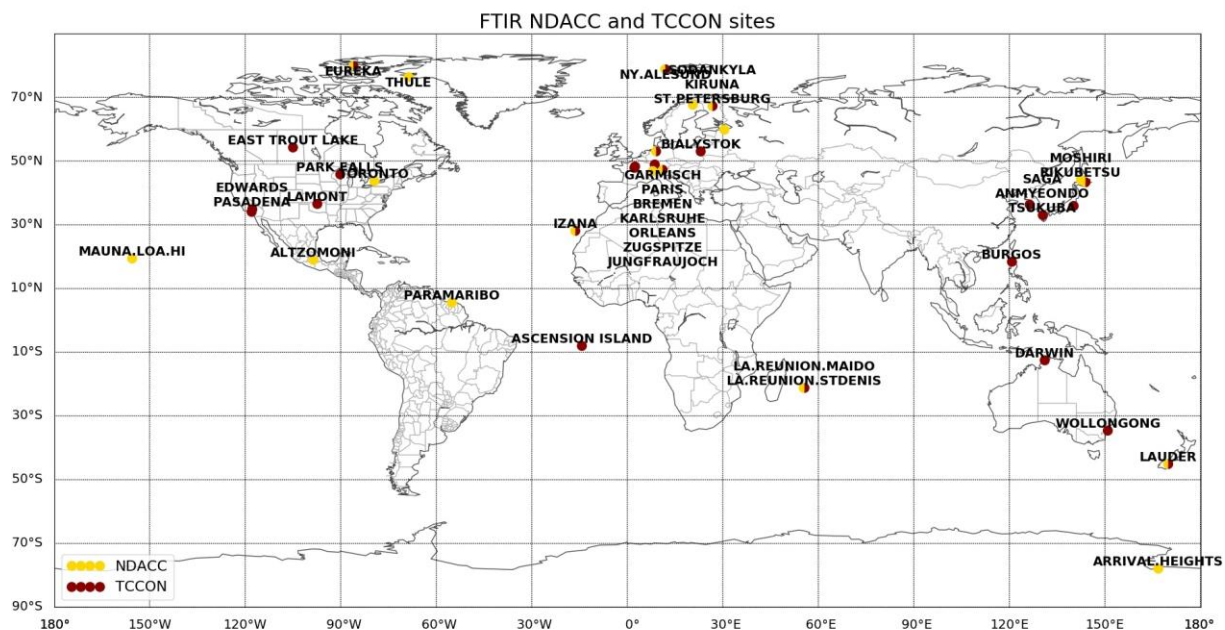 FTIR NDACC and TCCON sites
EUREKA
THULE
NY.ALESUND
SODANKYLA
KIRUNA
ST.PETERSBURG
EAST TROUT LAKE
PARK FALLS
TORONTO
BIALYSTOK
EDWARDS
PASADENA
LAMONT
GARMISCH
PARIS
BREMEN
KARLSRUHE
ORLEANS
ZUGSPITZE
JUNGFRAUJOCH
MOSHIRI
RIKUBETSU
SAGA
ANMYEONDO
TSUKUBA
IZANA
MAUNA.LOA.HI
ALTZOMONI
BURGOS
PARAMARIBO
ASCENSION ISLAND
DARWIN
LA.REUNION.MAIDO
LA.REUNION.STDENIS
WOLLONGONG
LAUDER
ARRIVAL.HEIGHTS
70°N
50°N
30°N
10°N
10°S
30°S
50°S
70°S
90°S
NDACC
TCCON
180° 150°W 120°W 90°W 60°W 30°W 0° 30°E 60°E 90°E 120°E 150°E 180°